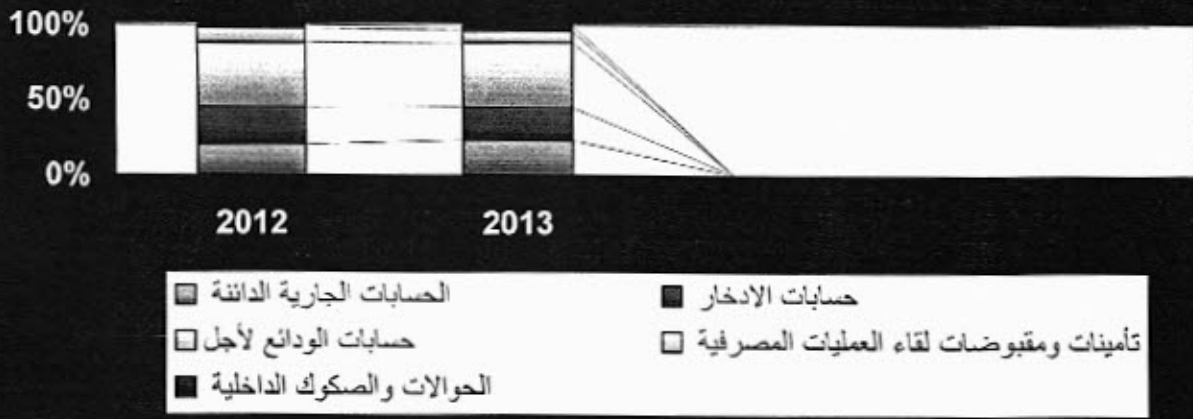 100%
50%
0%
2012 2013
الحسابات الجارية الدائنة حسابات الادخار
حسابات الودائع لأجل تأمينات ومقبوضات لقاء العمليات المصرفية
الحوالات والصكوك الداخلية